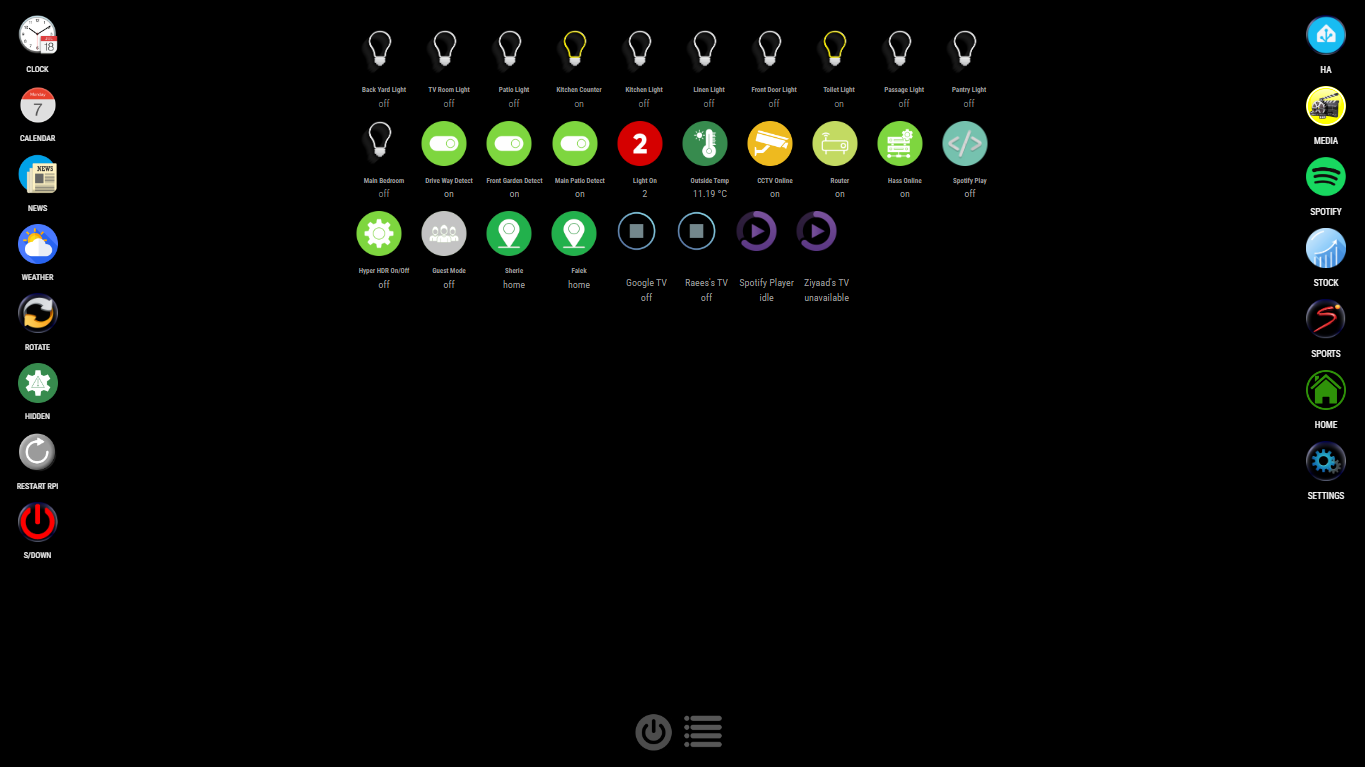 18
CLOCK
Monday
7
CALENDAR
NEWS
NEWS
WEATHER
ROTATE
HIDDEN
RESTART RPI
S/DOWN
Back Yard Light
off
TV Room Light
off
Patio Light
off
Kitchen Counter
on
Kitchen Light
off
Linen Light
off
Front Door Light
off
Toilet Light
on
Passage Light
off
Pantry Light
off
Main Bedroom
off
Drive Way Detect
on
Front Garden Detect
on
Main Patio Detect
on
2
Light On
2
Outside Temp
11.19 °C
CCTV Online
on
Router
on
Hass Online
on
</>
Spotify Play
off
Hyper HDR On/Off
off
Guest Mode
off
Sherie
home
Faiek
home
Google TV
off
Raees's TV
off
Spotify Player
idle
Ziyaad's TV
unavailable
HA
MEDIA
SPOTIFY
STOCK
S
SPORTS
HOME
SETTINGS